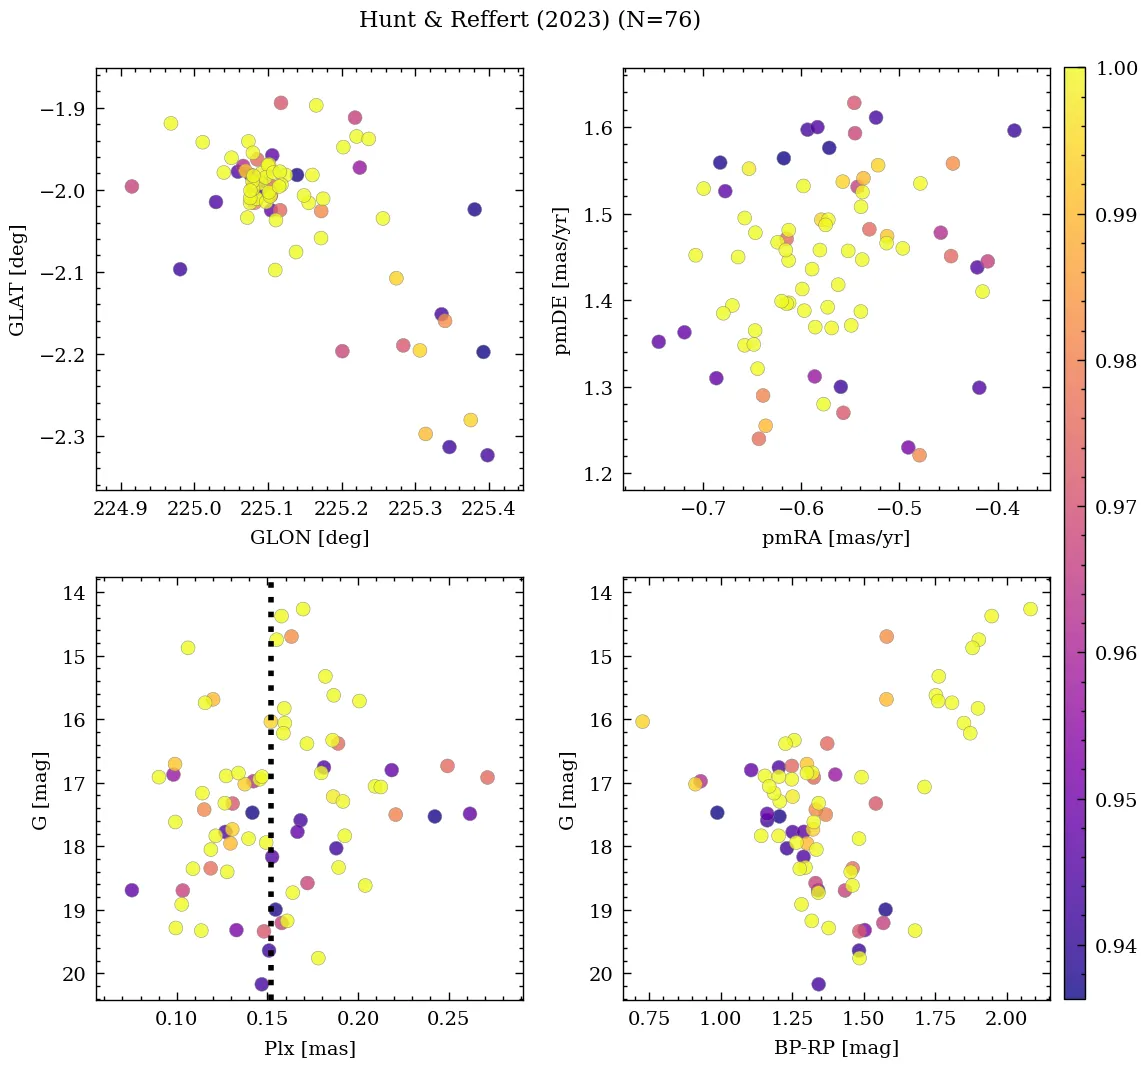 Hunt & Reffert (2023) (N=76)
−1.9
−2.0
−2.1
−2.2
−2.3
GLAT [deg]
224.9 225.0 225.1 225.2 225.3 225.4
GLON [deg]
1.6
1.5
1.4
1.3
1.2
pmDE [mas/yr]
−0.7 −0.6 −0.5 −0.4
pmRA [mas/yr]
14
15
16
17
18
19
20
G [mag]
0.10 0.15 0.20 0.25
Plx [mas]
14
15
16
17
18
19
20
G [mag]
0.75 1.00 1.25 1.50 1.75 2.00
BP-RP [mag]
1.00
0.99
0.98
0.97
0.96
0.95
0.94